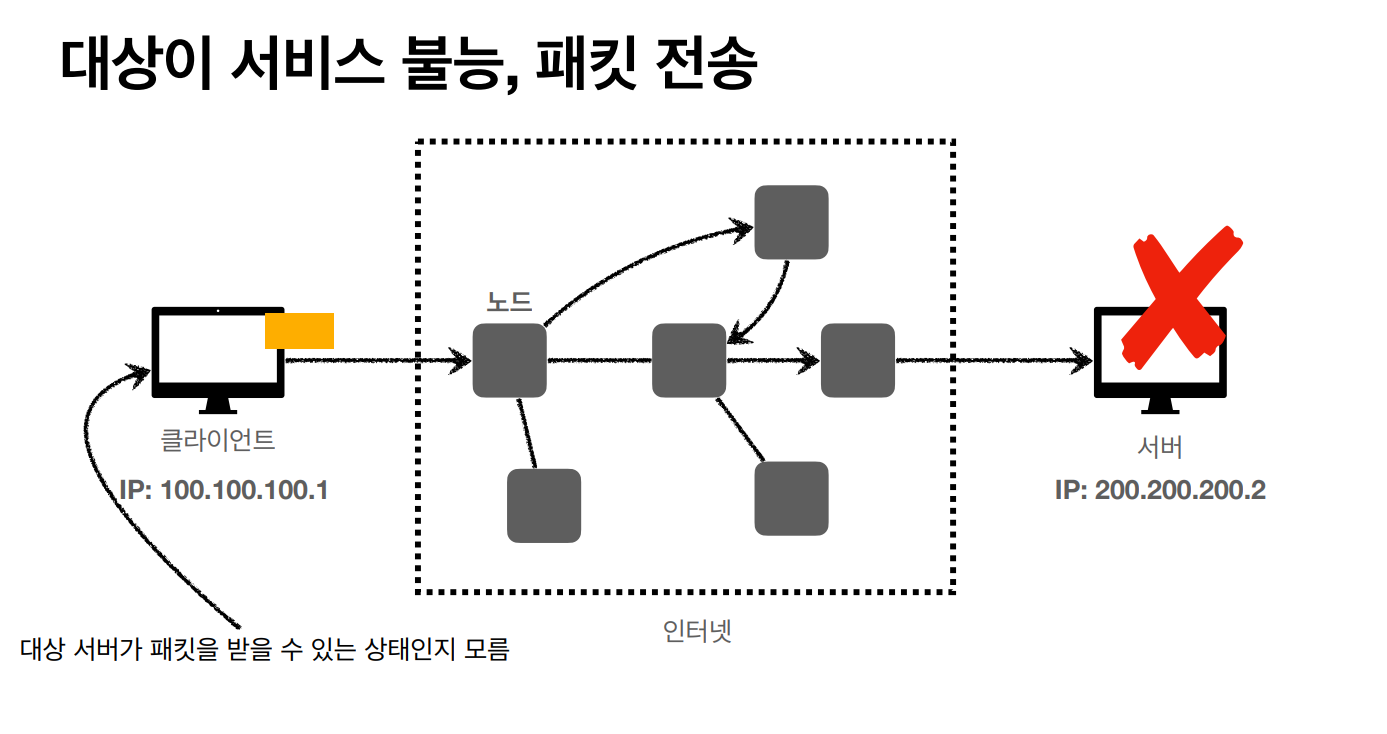 대상이 서비스 불능, 패킷 전송
노드
클라이언트
IP: 100.100.100.1
서버
IP: 200.200.200.2
인터넷
대상 서버가 패킷을 받을 수 있는 상태인지 모름